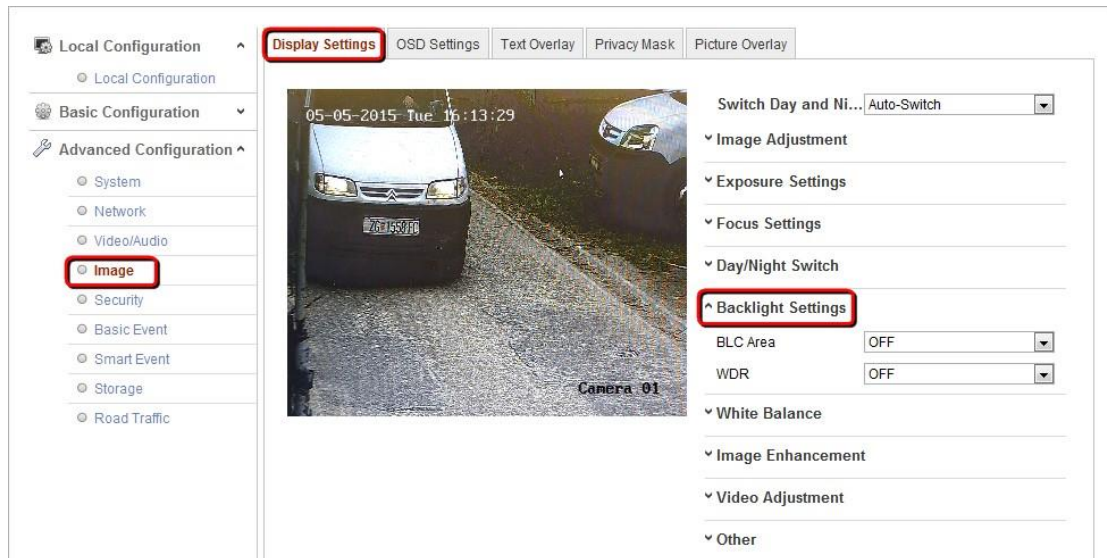 Local Configuration
Local Configuration
Basic Configuration
Advanced Configuration
System
Network
Video/Audio
Image
Security
Basic Event
Smart Event
Storage
Road Traffic
Display Settings
OSD Settings
Text Overlay
Privacy Mask
Picture Overlay
05-05-2015 Tue 16:13:29
Camera 01
Switch Day and Ni... Auto-Switch
Image Adjustment
Exposure Settings
Focus Settings
Day/Night Switch
Backlight Settings
BLC Area OFF
WDR OFF
White Balance
Image Enhancement
Video Adjustment
Other